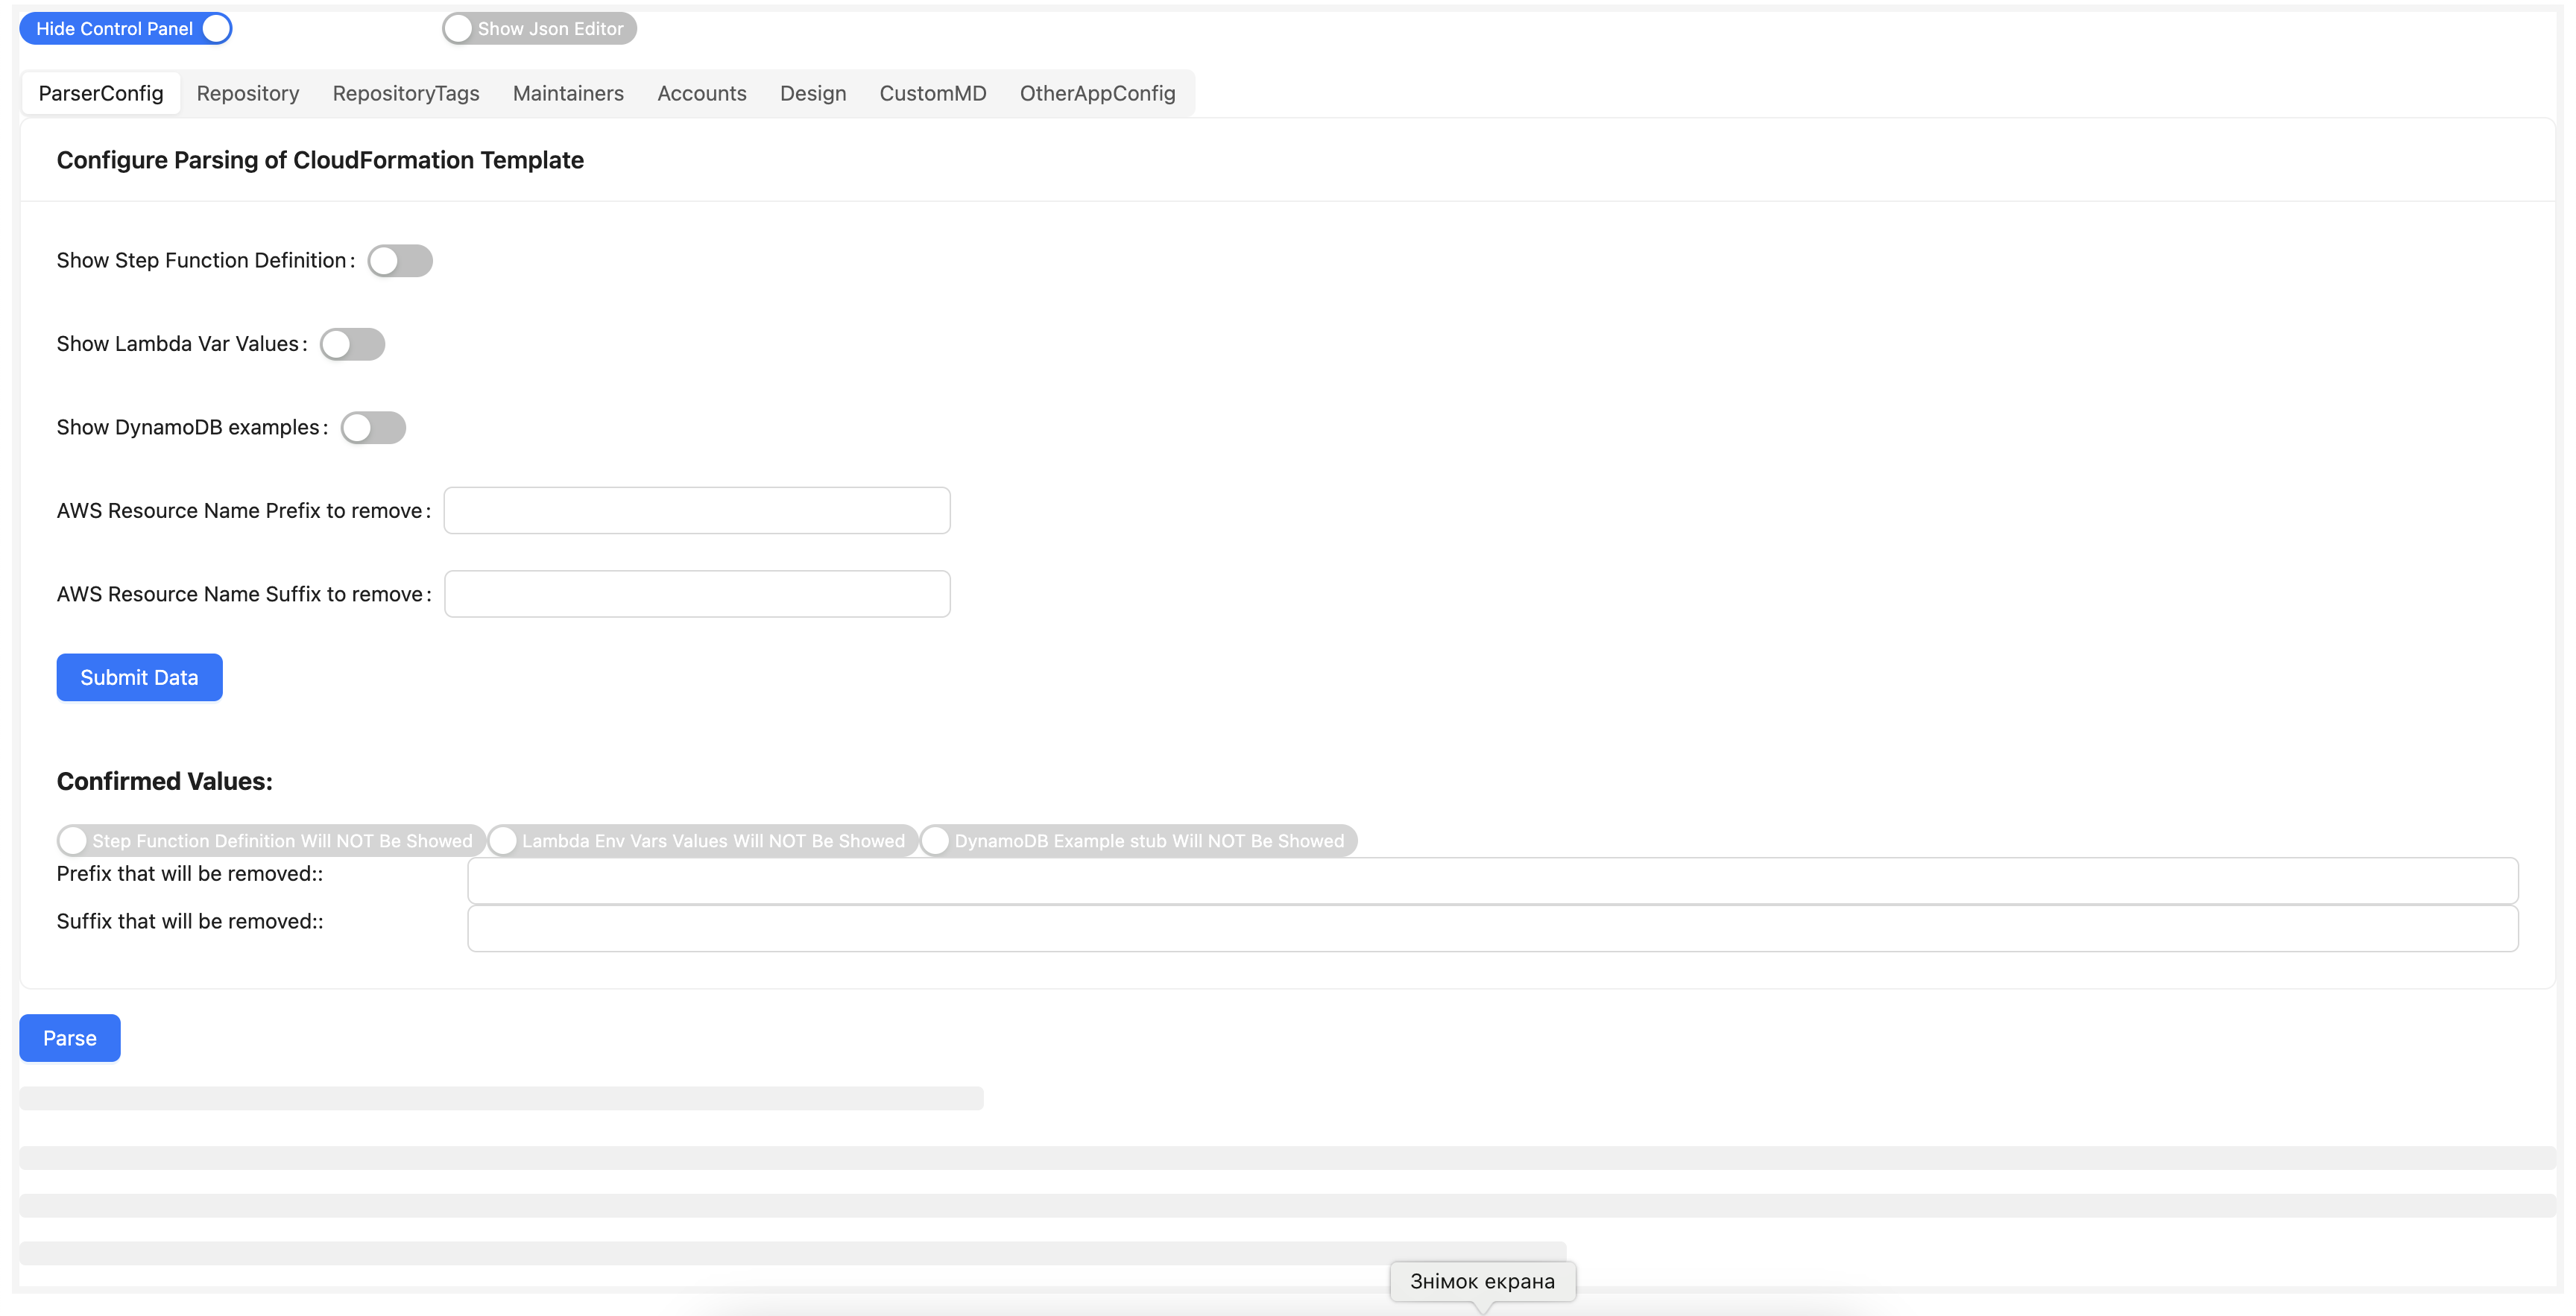 Hide Control Panel Show Json Editor
ParserConfig Repository RepositoryTags Maintainers Accounts Design CustomMD OtherAppConfig
Configure Parsing of CloudFormation Template
Show Step Function Definition:
Show Lambda Var Values:
Show DynamoDB examples:
AWS Resource Name Prefix to remove:
AWS Resource Name Suffix to remove:
Submit Data
Confirmed Values:
Step Function Definition Will NOT Be Showed Lambda Env Vars Values Will NOT Be Showed DynamoDB Example stub Will NOT Be Showed
Prefix that will be removed::
Suffix that will be removed::
Parse
Знімок екрана